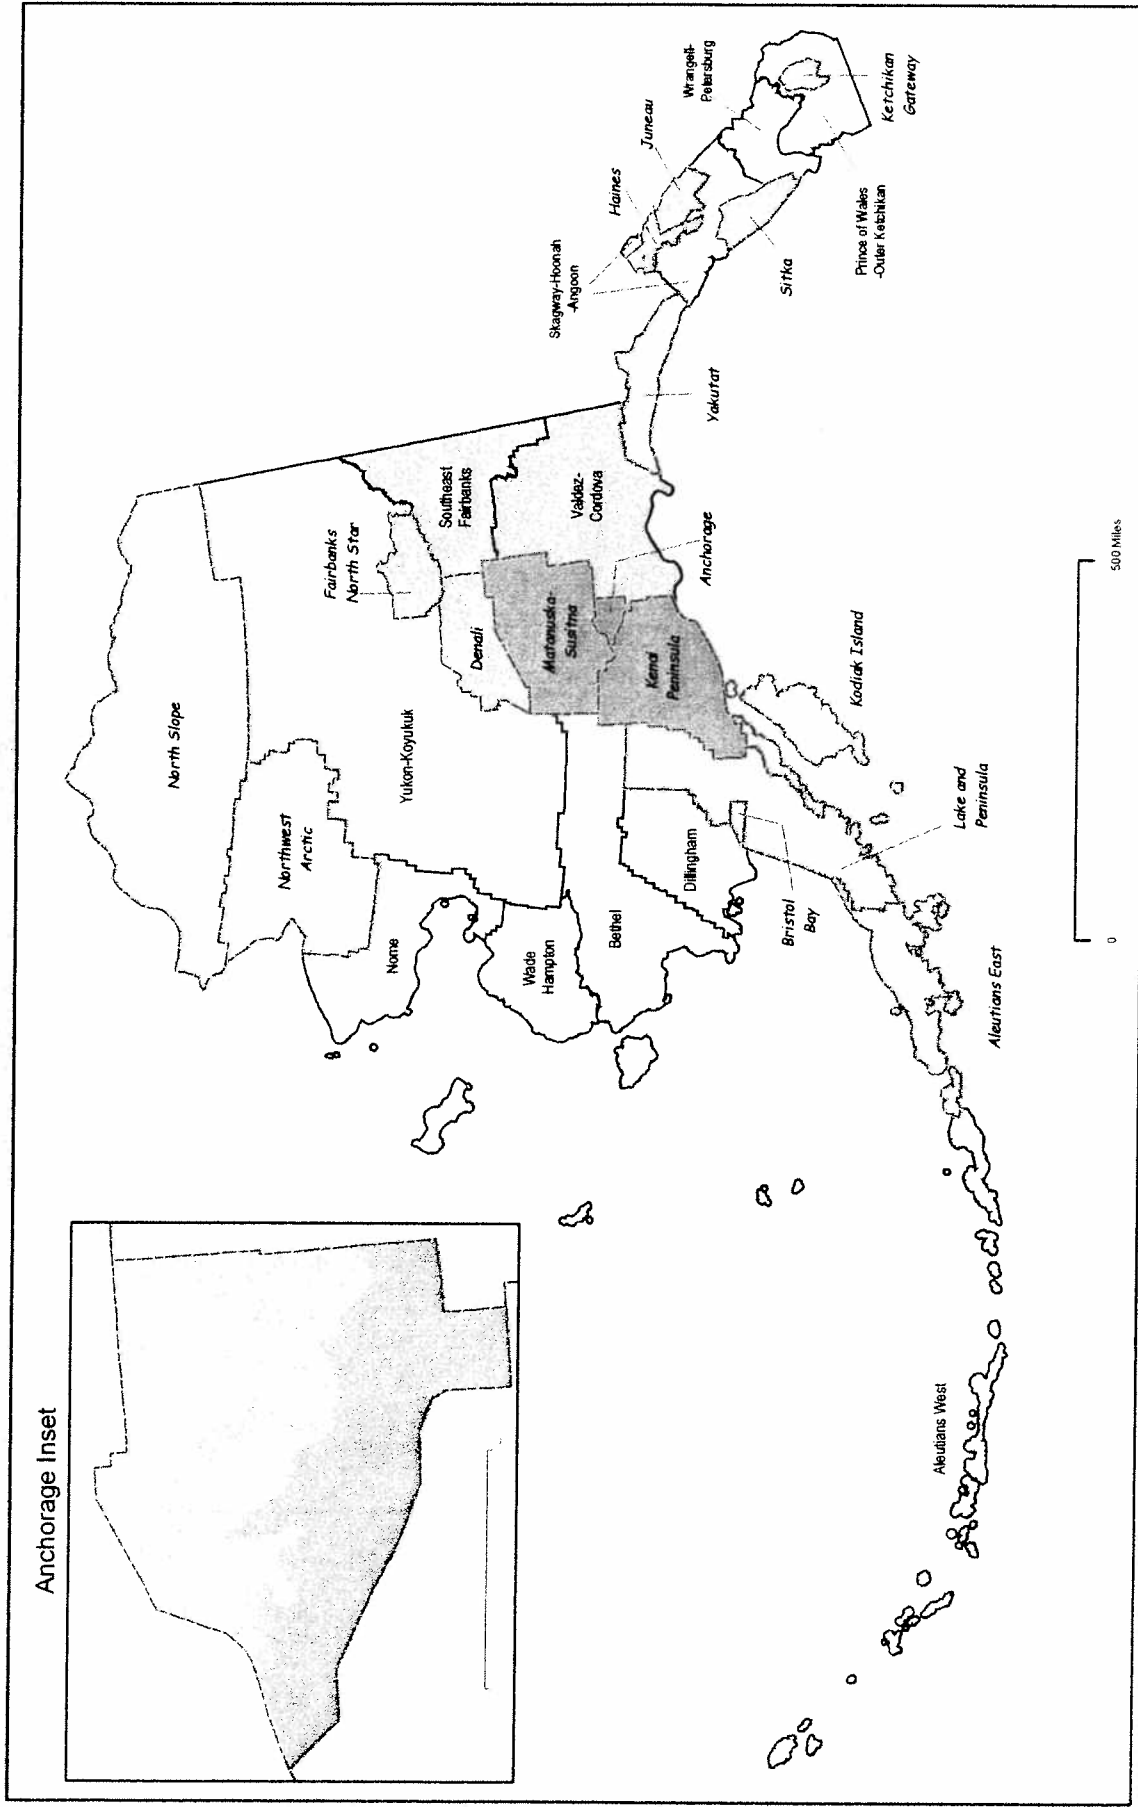 Anchorage Inset
North Slope
Northwest
Arctic
Nome
Yukon-Koyukuk
Fairbanks
North Star
Southeast
Fairbanks
Denali
Wade
Hampton
Bethel
Dillingham
Matanuska-
Susitna
Kenai
Peninsula
Valdez-
Cordova
Anchorage
Yakutat
Skagway-Hoonah
-Angoon
Haines
Juneau
Sitka
Wrangell-
Petersburg
Prince of Wales
-Outer Ketchikan
Ketchikan
Gateway
Kodiak Island
Lake and
Peninsula
Bristol
Bay
Aleutians East
Aleutians West
0
500 Miles